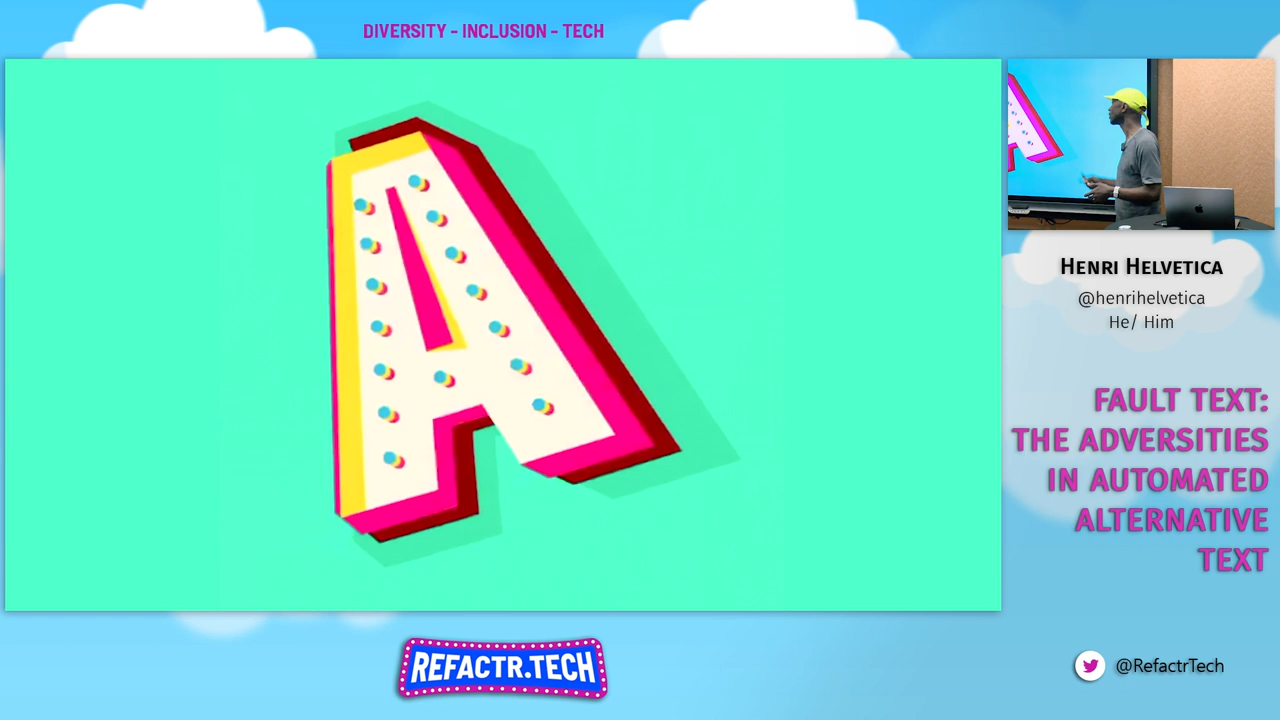 DIVERSITY - INCLUSION - TECH
A
HENRI HELVETICA
@henrihelvetica
He/ Him
FAULT TEXT:
THE ADVERSITIES
IN AUTOMATED
ALTERNATIVE
TEXT
REFACTR.TECH
@RefactrTech